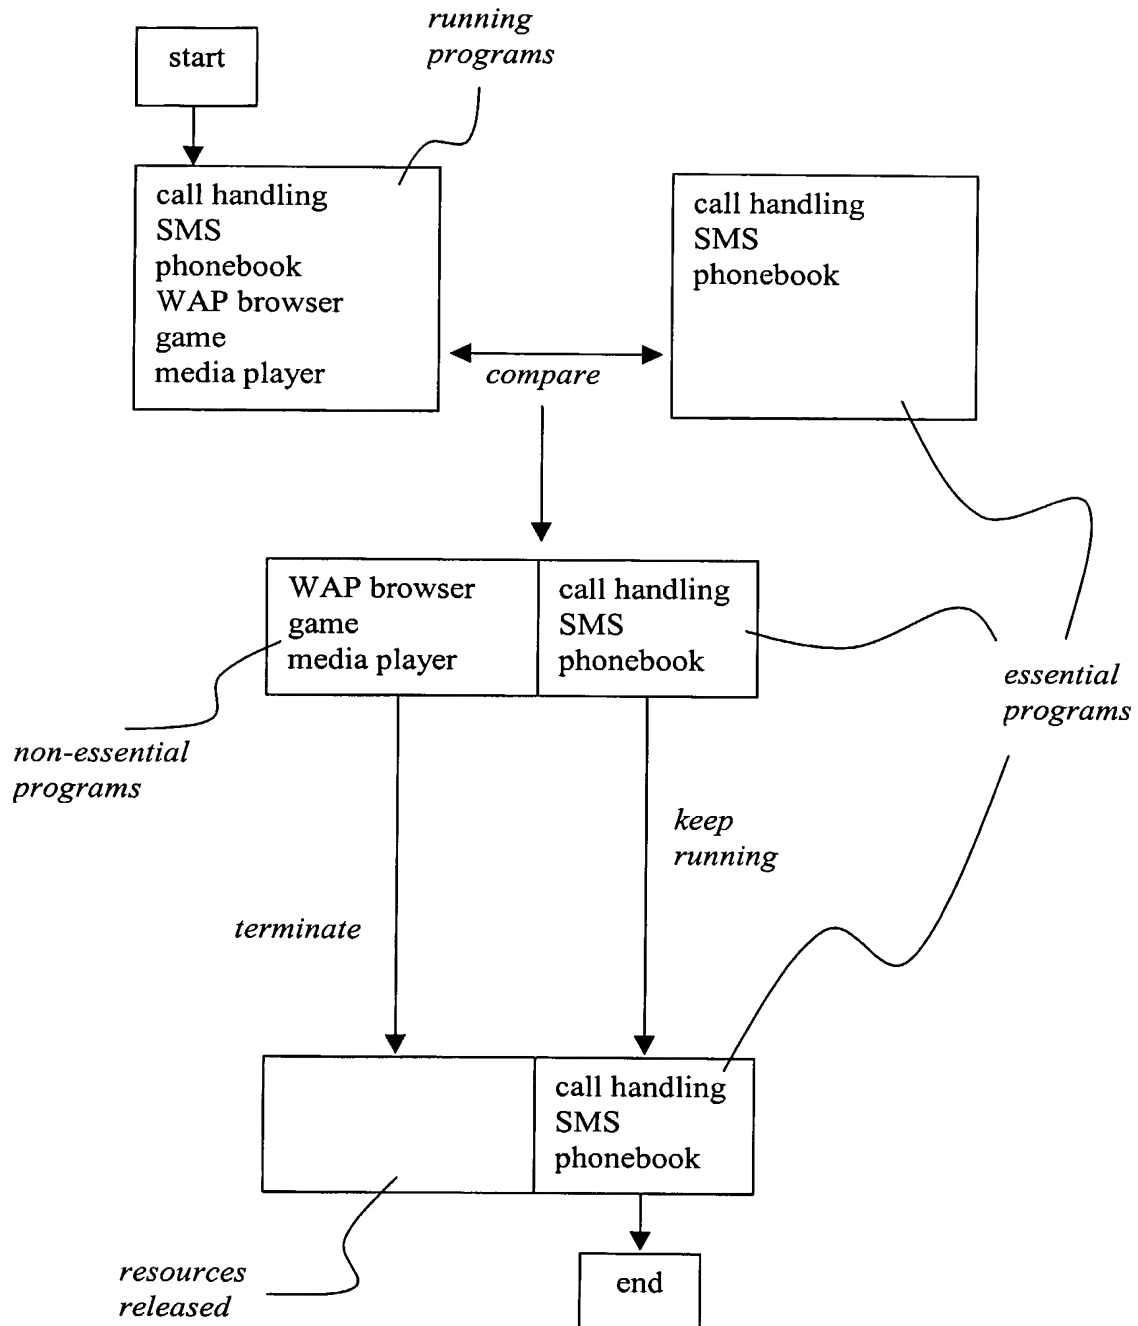 running
programs
start
call handling
SMS
phonebook
WAP browser
game
media player
call handling
SMS
phonebook
compare
WAP browser
game
media player
call handling
SMS
phonebook
essential
programs
non-essential
programs
keep
running
terminate
call handling
SMS
phonebook
resources
released
end